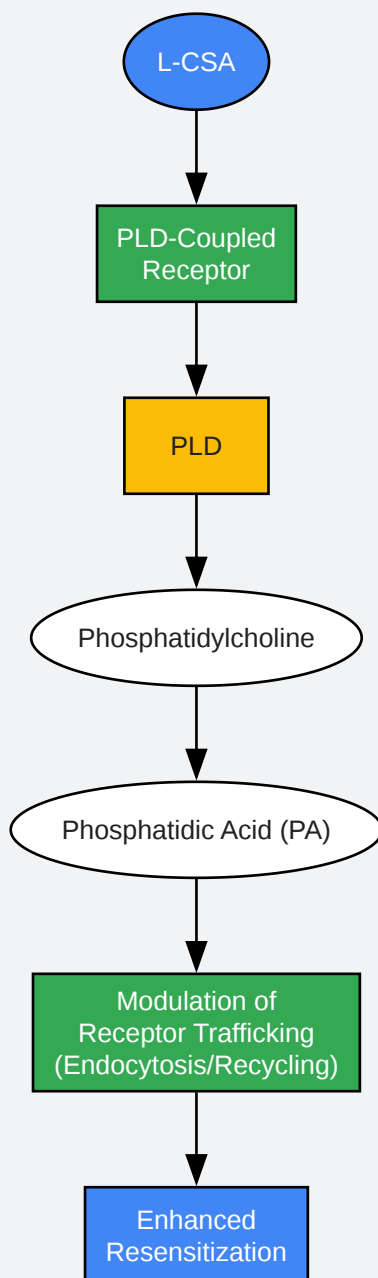 L-CSA
PLD-Coupled
Receptor
PLD
Phosphatidylcholine
Phosphatidic Acid (PA)
Modulation of
Receptor Trafficking
(Endocytosis/Recycling)
Enhanced
Resensitization